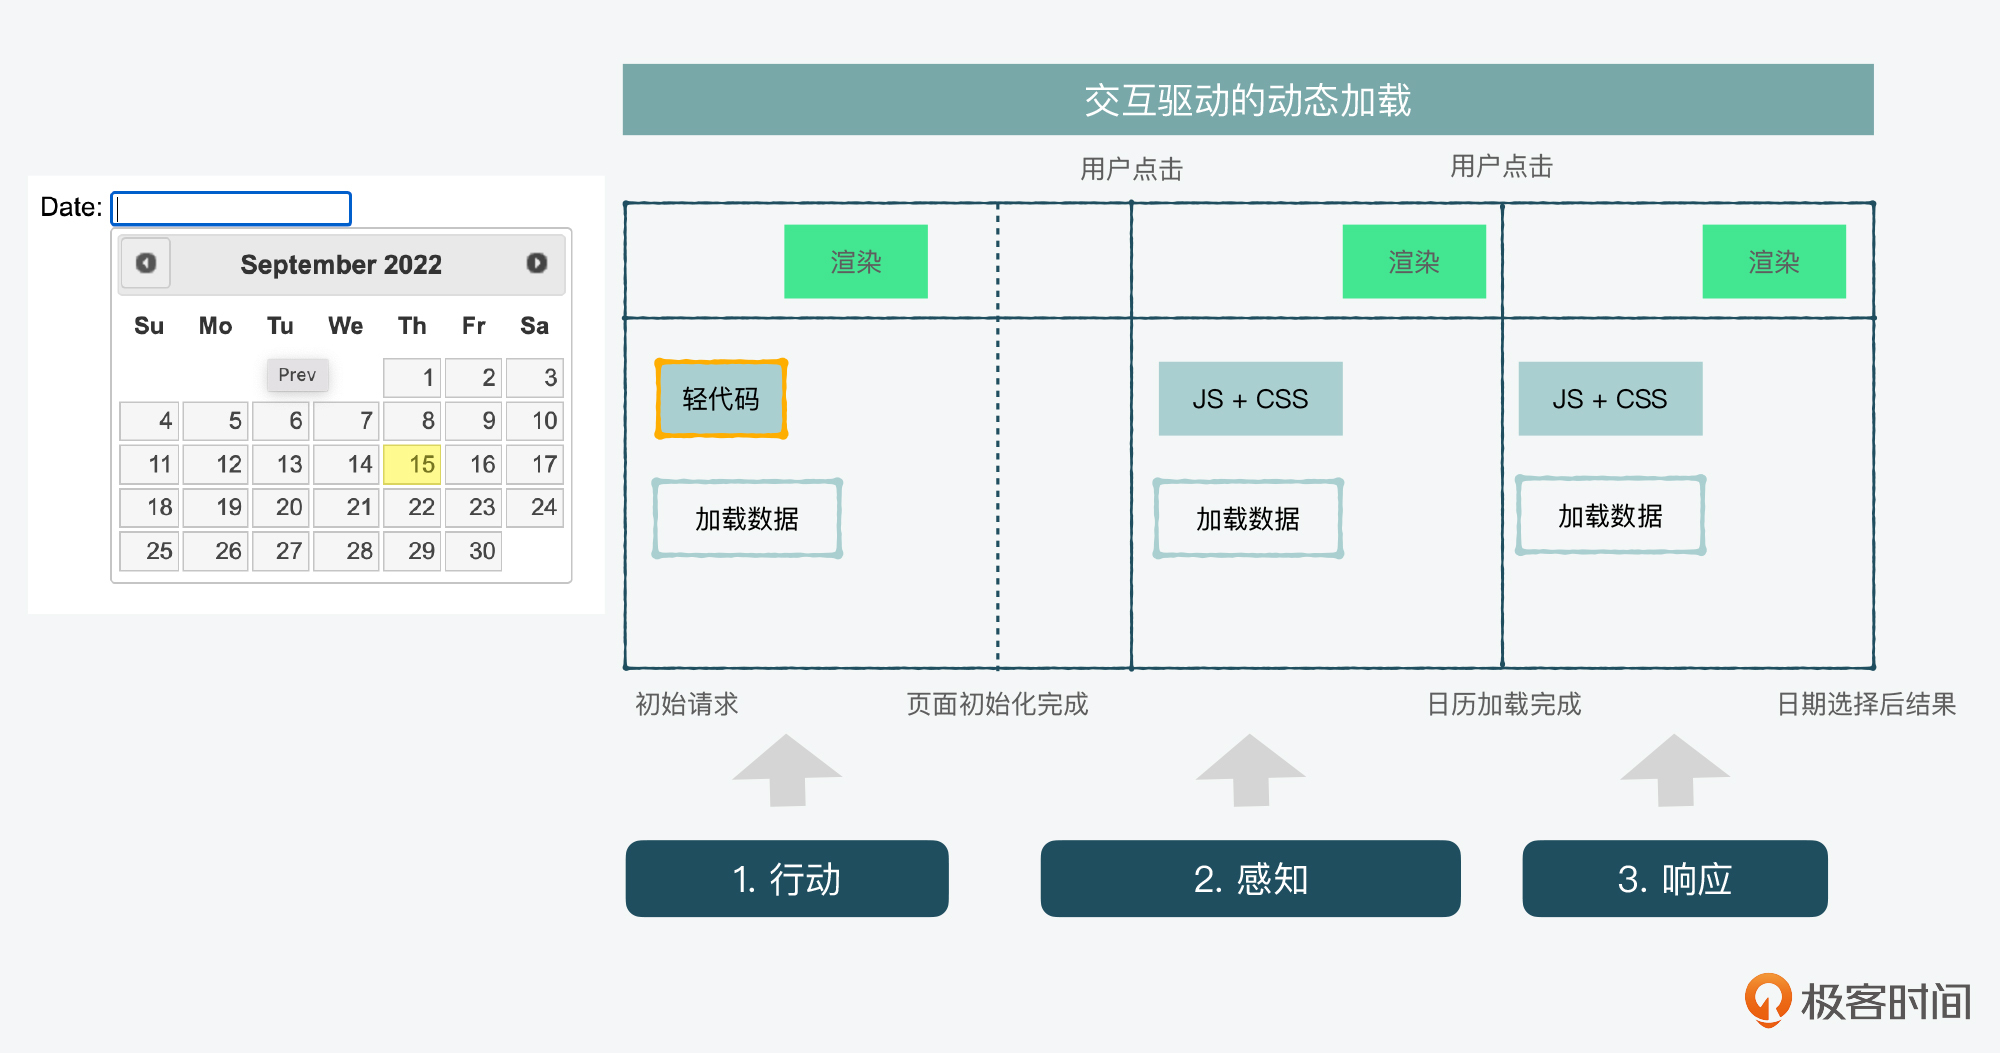 交互驱动的动态加载
用户点击
用户点击
Date:
September 2022
Su Mo Tu We Th Fr Sa
Prev
1 2 3
4 5 6 7 8 9 10
11 12 13 14 15 16 17
18 19 20 21 22 23 24
25 26 27 28 29 30
渲染
渲染
渲染
轻代码
JS + CSS
JS + CSS
加载数据
加载数据
加载数据
初始请求
页面初始化完成
日历加载完成
日期选择后结果
1. 行动
2. 感知
3. 响应
极客时间